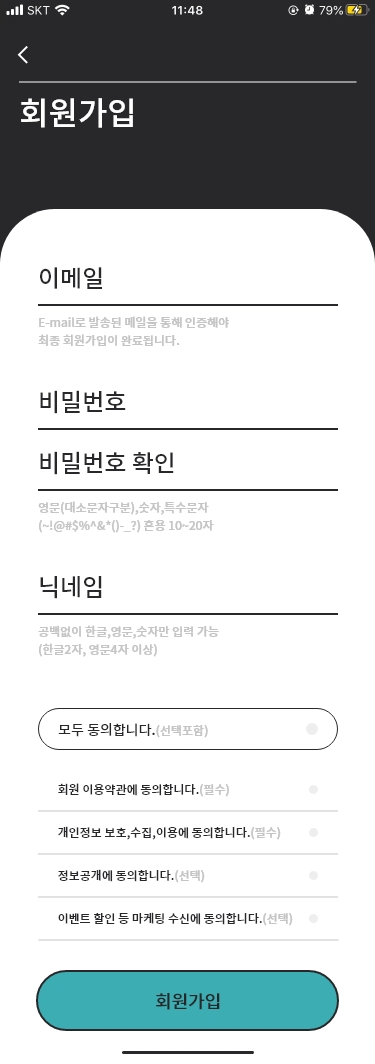 SKT 11:48 79%
회원가입
이메일
E-mail로 발송된 메일을 통해 인증해야
최종 회원가입이 완료됩니다.
비밀번호
비밀번호 확인
영문(대소문자구분),숫자,특수문자
(~!@#$%^&*()-_?) 혼용 10~20자
닉네임
공백없이 한글,영문,숫자만 입력 가능
(한글2자, 영문4자 이상)
모두 동의합니다.(선택포함)
회원 이용약관에 동의합니다.(필수)
개인정보 보호,수집,이용에 동의합니다.(필수)
정보공개에 동의합니다.(선택)
이벤트 할인 등 마케팅 수신에 동의합니다.(선택)
회원가입